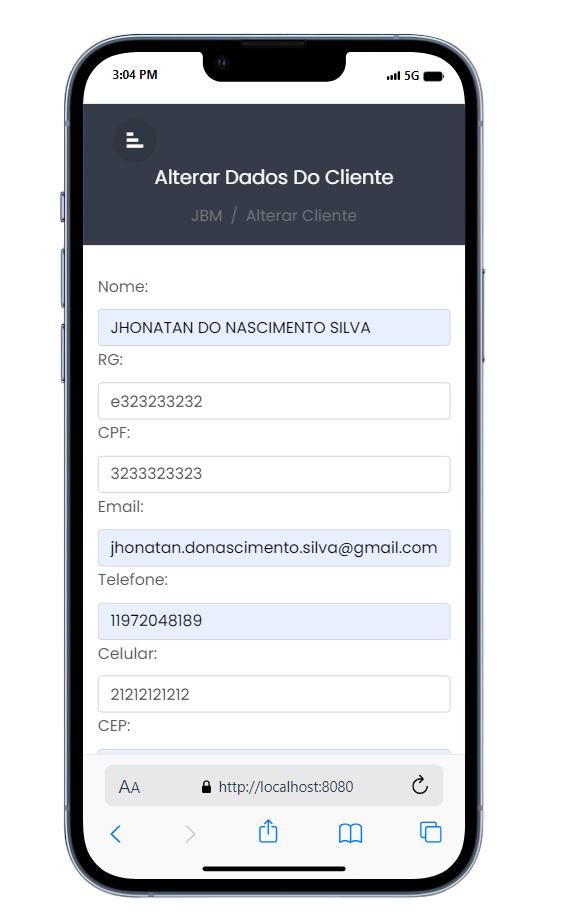 3:04 PM 5G
Alterar Dados Do Cliente
JBM / Alterar Cliente
Nome:
JHONATAN DO NASCIMENTO SILVA
RG:
e323233232
CPF:
3233323323
Email:
jhonatan.donascimento.silva@gmail.com
Telefone:
11972048189
Celular:
21212121212
CEP:
AA http://localhost:8080